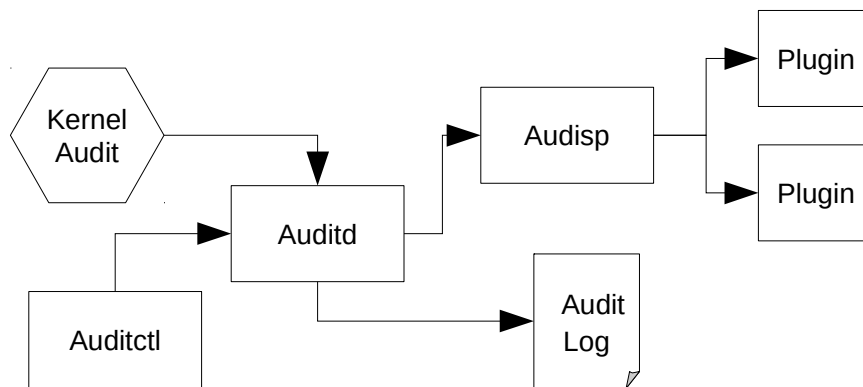 Kernel
Audit
Auditctl
Auditd
Audisp
Audit
Log
Plugin
Plugin